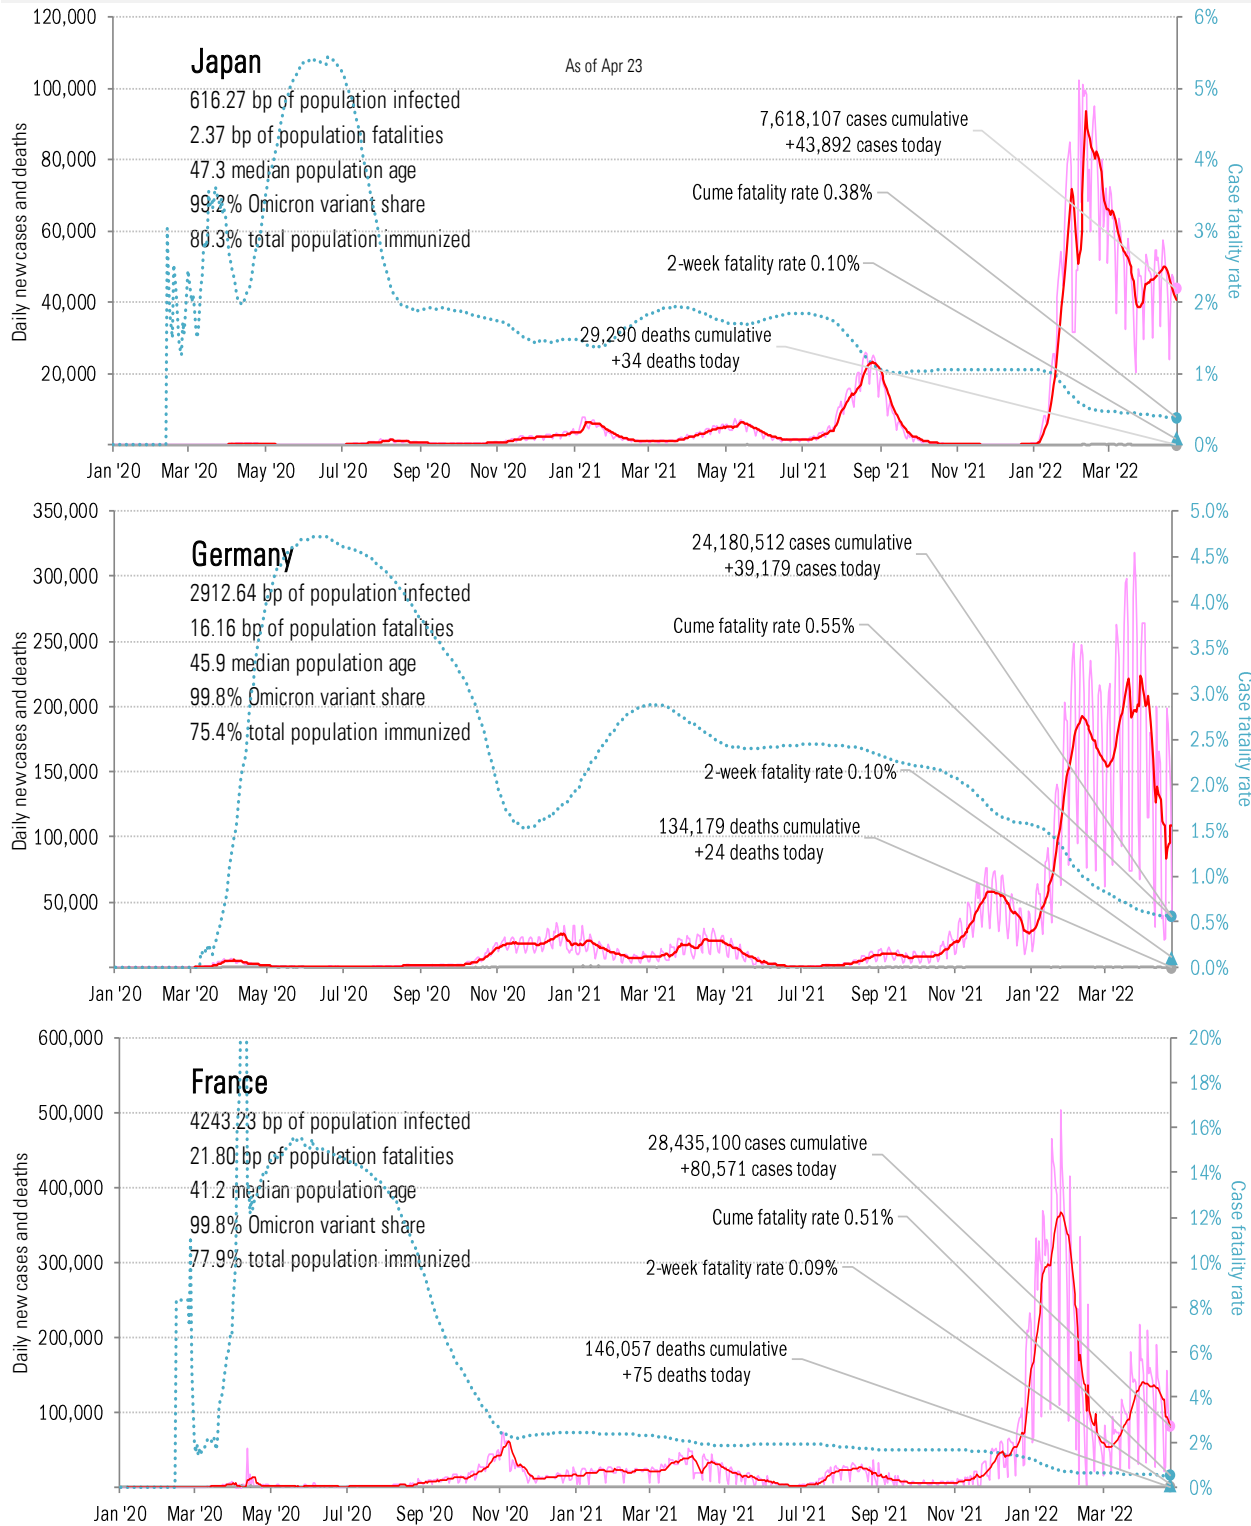 120,000
100,000
80,000
60,000
40,000
20,000
Daily new cases and deaths
Japan
616.27 bp of population infected
2.37 bp of population fatalities
47.3 median population age
99.2% Omicron variant share
80.3% total population immunized
As of Apr 23
7,618,107 cases cumulative
+43,892 cases today
Cume fatality rate 0.38%
2-week fatality rate 0.10%
29,290 deaths cumulative
+34 deaths today
6%
5%
4%
3%
2%
1%
0%
Case fatality rate
Jan '20 Mar '20 May '20 Jul '20 Sep '20 Nov '20 Jan '21 Mar '21 May '21 Jul '21 Sep '21 Nov '21 Jan '22 Mar '22
350,000
300,000
250,000
200,000
150,000
100,000
50,000
Daily new cases and deaths
Germany
2912.64 bp of population infected
16.16 bp of population fatalities
45.9 median population age
99.8% Omicron variant share
75.4% total population immunized
24,180,512 cases cumulative
+39,179 cases today
Cume fatality rate 0.55%
2-week fatality rate 0.10%
134,179 deaths cumulative
+24 deaths today
5.0%
4.5%
4.0%
3.5%
3.0%
2.5%
2.0%
1.5%
1.0%
0.5%
0.0%
Case fatality rate
Jan '20 Mar '20 May '20 Jul '20 Sep '20 Nov '20 Jan '21 Mar '21 May '21 Jul '21 Sep '21 Nov '21 Jan '22 Mar '22
600,000
500,000
400,000
300,000
200,000
100,000
Daily new cases and deaths
France
4243.23 bp of population infected
21.80 bp of population fatalities
41.2 median population age
99.8% Omicron variant share
77.9% total population immunized
28,435,100 cases cumulative
+80,571 cases today
Cume fatality rate 0.51%
2-week fatality rate 0.09%
146,057 deaths cumulative
+75 deaths today
20%
18%
16%
14%
12%
10%
8%
6%
4%
2%
0%
Case fatality rate
Jan '20 Mar '20 May '20 Jul '20 Sep '20 Nov '20 Jan '21 Mar '21 May '21 Jul '21 Sep '21 Nov '21 Jan '22 Mar '22